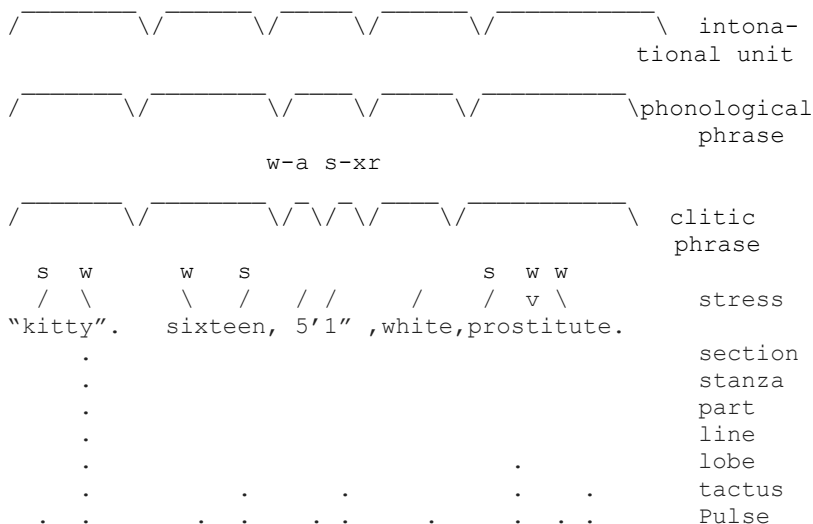 intona-
tional unit
phonological
phrase
w-a s-xr
clitic
phrase
s w w s s w w
/ \ \ / / / / / v \ stress
“kitty”. sixteen, 5’1” ,white,prostitute.
. section
. stanza
. part
. line
. . lobe
. . . . . tactus
. . . . . . . . . . Pulse